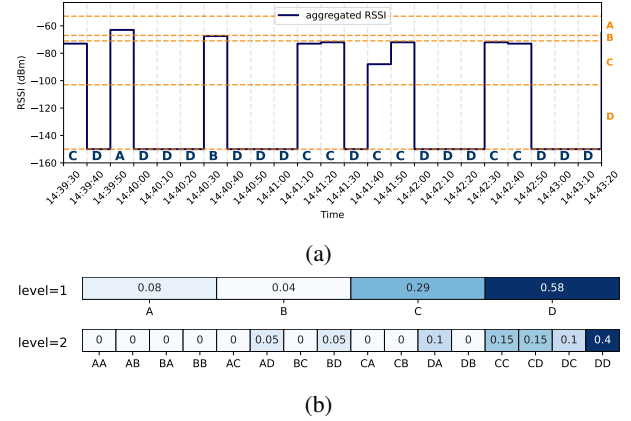 aggregated RSSI
RSSI (dBm)
−60
−80
−100
−120
−140
−160
A
B
C
D
C D A D D D B D D D C C D C C D D D C C D D D
14:39:30 14:39:40 14:39:50 14:40:00 14:40:10 14:40:20 14:40:30 14:40:40 14:40:50 14:41:00 14:41:10 14:41:20 14:41:30 14:41:40 14:41:50 14:42:00 14:42:10 14:42:20 14:42:30 14:42:40 14:42:50 14:43:00 14:43:10 14:43:20
Time
(a)
level=1 0.08 0.04 0.29 0.58
A B C D
level=2 0 0 0 0 0 0.05 0 0.05 0 0 0.1 0 0.15 0.15 0.1 0.4
AA AB BA BB AC AD BC BD CA CB DA DB CC CD DC DD
(b)